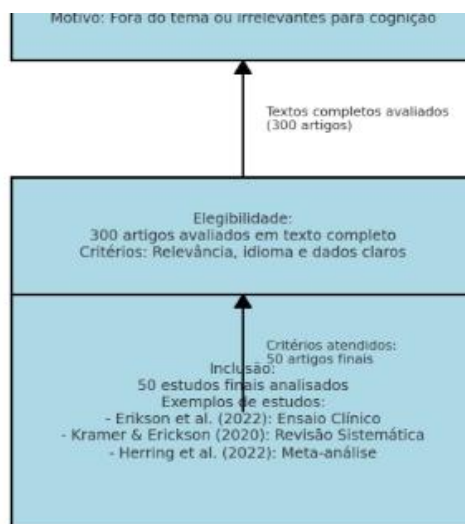 Motivo: Fora do tema ou irrelevantes para cognição
Textos completos avaliados
(300 artigos)
Elegibilidade:
300 artigos avaliados em texto completo
Critérios: Relevância, idioma e dados claros
Critérios atendidos:
50 artigos finais
Inclusão:
50 estudos finais analisados
Exemplos de estudos:
- Erikson et al. (2022): Ensaio Clínico
- Kramer & Erickson (2020): Revisão Sistemática
- Herring et al. (2022): Meta-análise